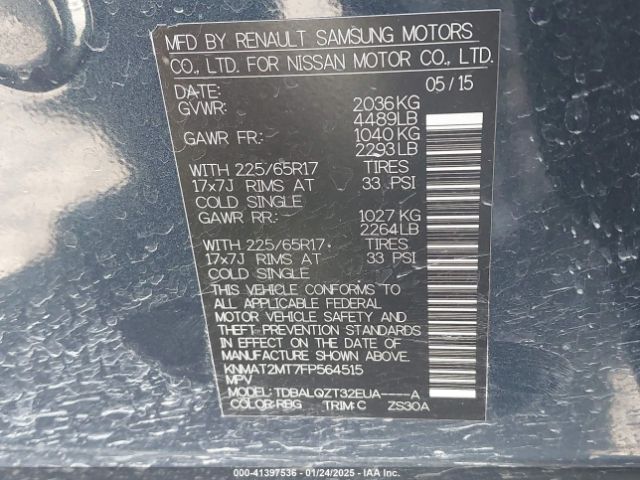 MFD BY RENAULT SAMSUNG MOTORS
CO., LTD. FOR NISSAN MOTOR CO., LTD.
DATE: 05/15
GVWR: 2036KG
4489LB
GAWR FR: 1040KG
2293LB
WITH 225/65R17 TIRES
17x7J RIMS AT 33 PSI
COLD SINGLE
GAWR RR: 1027KG
2264LB
WITH 225/65R17 TIRES
17x7J RIMS AT 33 PSI
COLD SINGLE
THIS VEHICLE CONFORMS TO
ALL APPLICABLE FEDERAL
MOTOR VEHICLE SAFETY AND
THEFT-PREVENTION STANDARDS
IN EFFECT ON THE DATE OF
MANUFACTURE SHOWN ABOVE.
KNMAT2MT7FP564515
MPV
MODEL: TDBALQZT32EUA----A
COLOR: RBG TRIM: C ZS30A
000-41397536 - 01/24/2025 - IAA Inc.